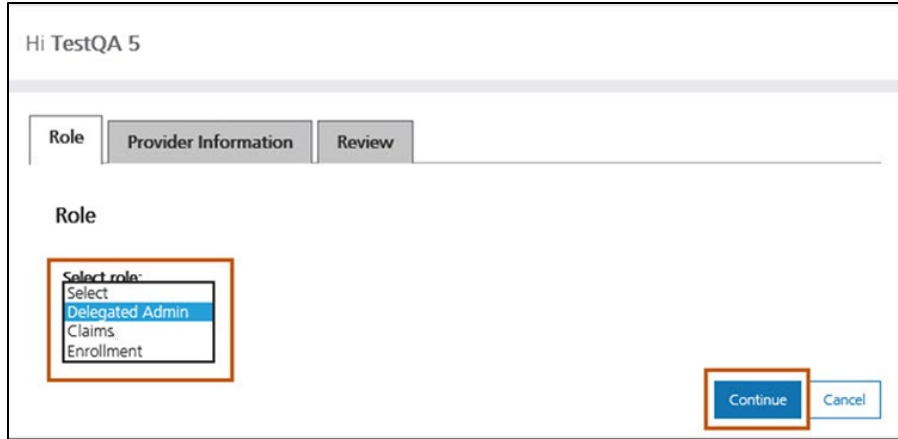 Hi TestQA 5
Role Provider Information Review
Role
Select role:
Select
Delegated Admin
Claims
Enrollment
Continue Cancel